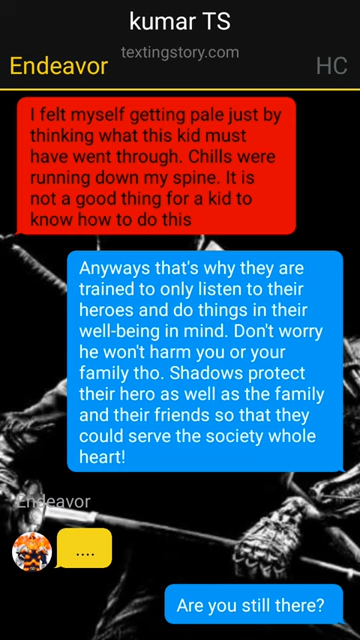 kumar TS
textingstory.com
Endeavor HC
I felt myself getting pale just by
thinking what this kid must
have went through. Chills were
running down my spine. It is
not a good thing for a kid to
know how to do this
Anyways that's why they are
trained to only listen to their
heroes and do things in their
well-being in mind. Don't worry
he won't harm you or your
family tho. Shadows protect
their hero as well as the family
and their friends so that they
could serve the society whole
heart!
Endeavor
....
Are you still there?